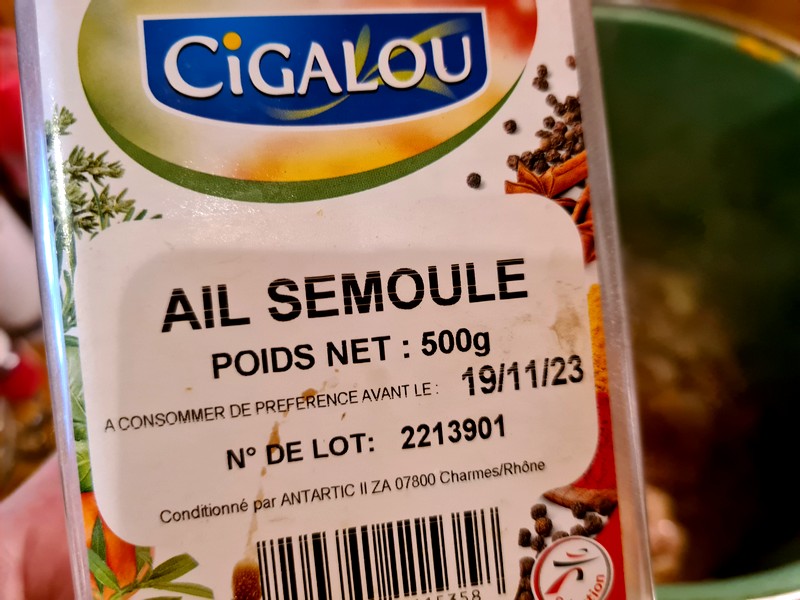 CiGALOU
AIL SEMOULE
POIDS NET : 500g
A CONSOMMER DE PREFERENCE AVANT LE : 19/11/23
N° DE LOT: 2213901
Conditionné par ANTARTIC II ZA 07800 Charmes/Rhône